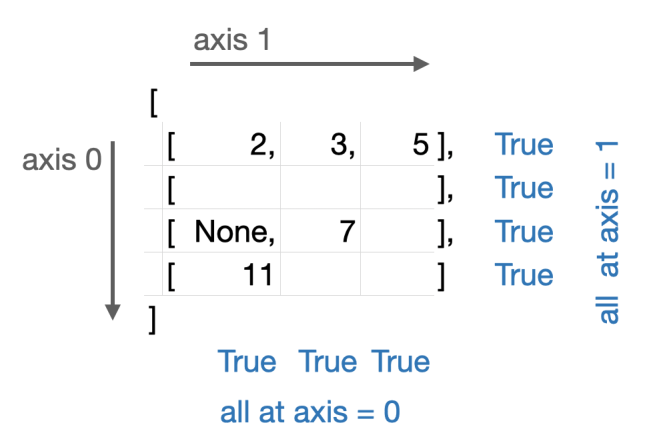 axis 1
axis 0
[
[ 2, 3, 5 ], True
[ ], True
[ None, 7 ], True
[ 11 ] True
]
all at axis = 1
True True True
all at axis = 0